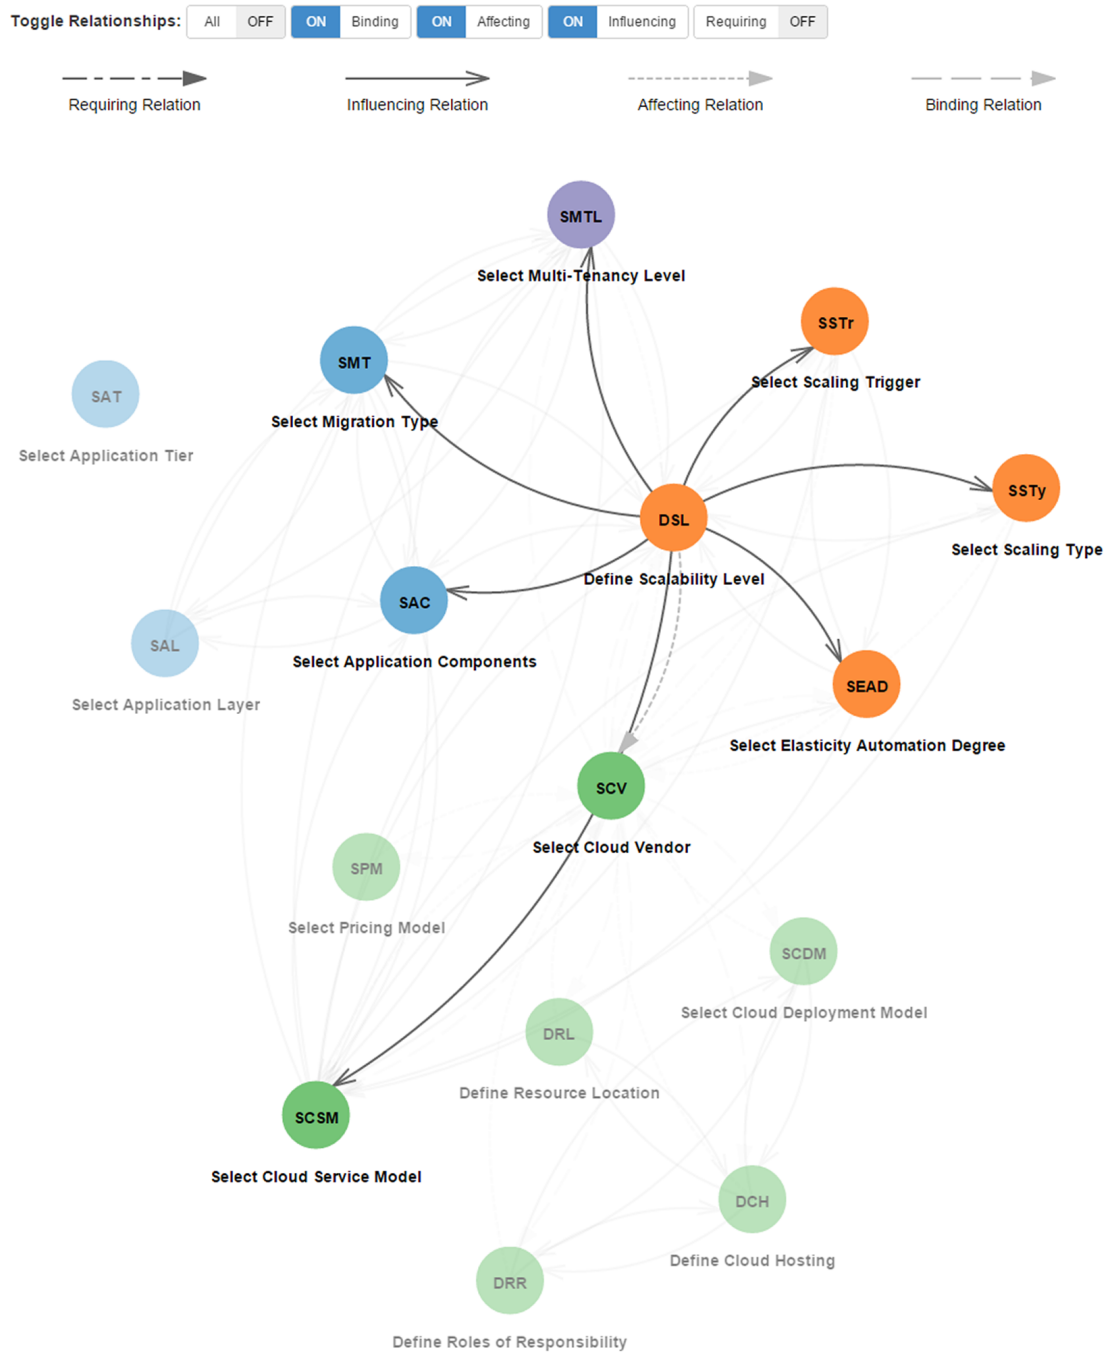 Toggle Relationships: All OFF ON Binding ON Affecting ON Influencing Requiring OFF
Requiring Relation Influencing Relation Affecting Relation Binding Relation
SMTL
Select Multi-Tenancy Level
SSTr
Select Scaling Trigger
SMT
Select Migration Type
SAT
Select Application Tier
SSTy
Select Scaling Type
DSL
Define Scalability Level
SAC
Select Application Components
SAL
Select Application Layer
SEAD
Select Elasticity Automation Degree
SCV
Select Cloud Vendor
SPM
Select Pricing Model
SCDM
Select Cloud Deployment Model
DRL
Define Resource Location
SCSM
Select Cloud Service Model
DCH
Define Cloud Hosting
DRR
Define Roles of Responsibility